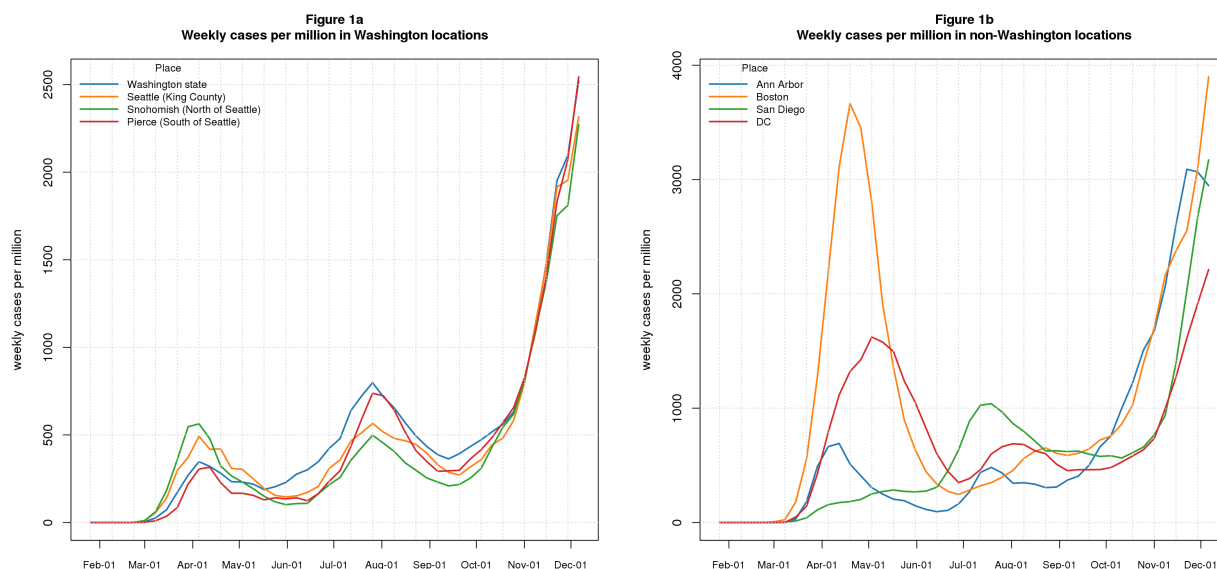 Figure 1a
Weekly cases per million in Washington locations
weekly cases per million
2500
2000
1500
1000
500
0
Place
Washington state
Seattle (King County)
Snohomish (North of Seattle)
Pierce (South of Seattle)
Feb-01 Mar-01 Apr-01 May-01 Jun-01 Jul-01 Aug-01 Sep-01 Oct-01 Nov-01 Dec-01
Figure 1b
Weekly cases per million in non-Washington locations
weekly cases per million
4000
3000
2000
1000
0
Place
Ann Arbor
Boston
San Diego
DC
Feb-01 Mar-01 Apr-01 May-01 Jun-01 Jul-01 Aug-01 Sep-01 Oct-01 Nov-01 Dec-01